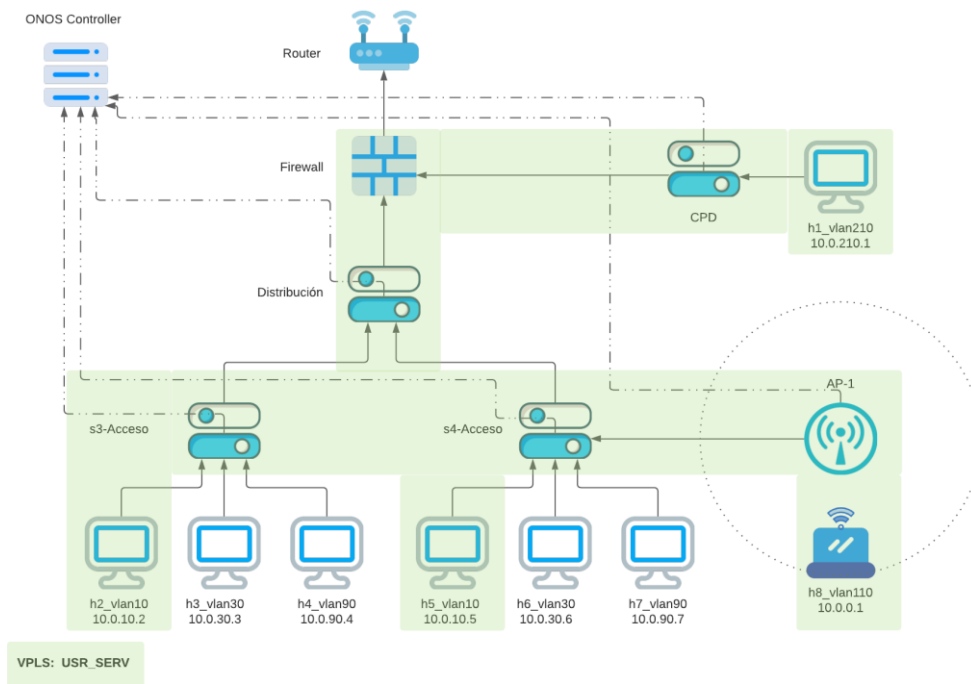 ONOS Controller
Router
Firewall
CPD
h1_vlan210
10.0.210.1
Distribución
AP-1
s3-Acceso
s4-Acceso
h2_vlan10
10.0.10.2
h3_vlan30
10.0.30.3
h4_vlan90
10.0.90.4
h5_vlan10
10.0.10.5
h6_vlan30
10.0.30.6
h7_vlan90
10.0.90.7
h8_vlan110
10.0.0.1
VPLS: USR_SERV